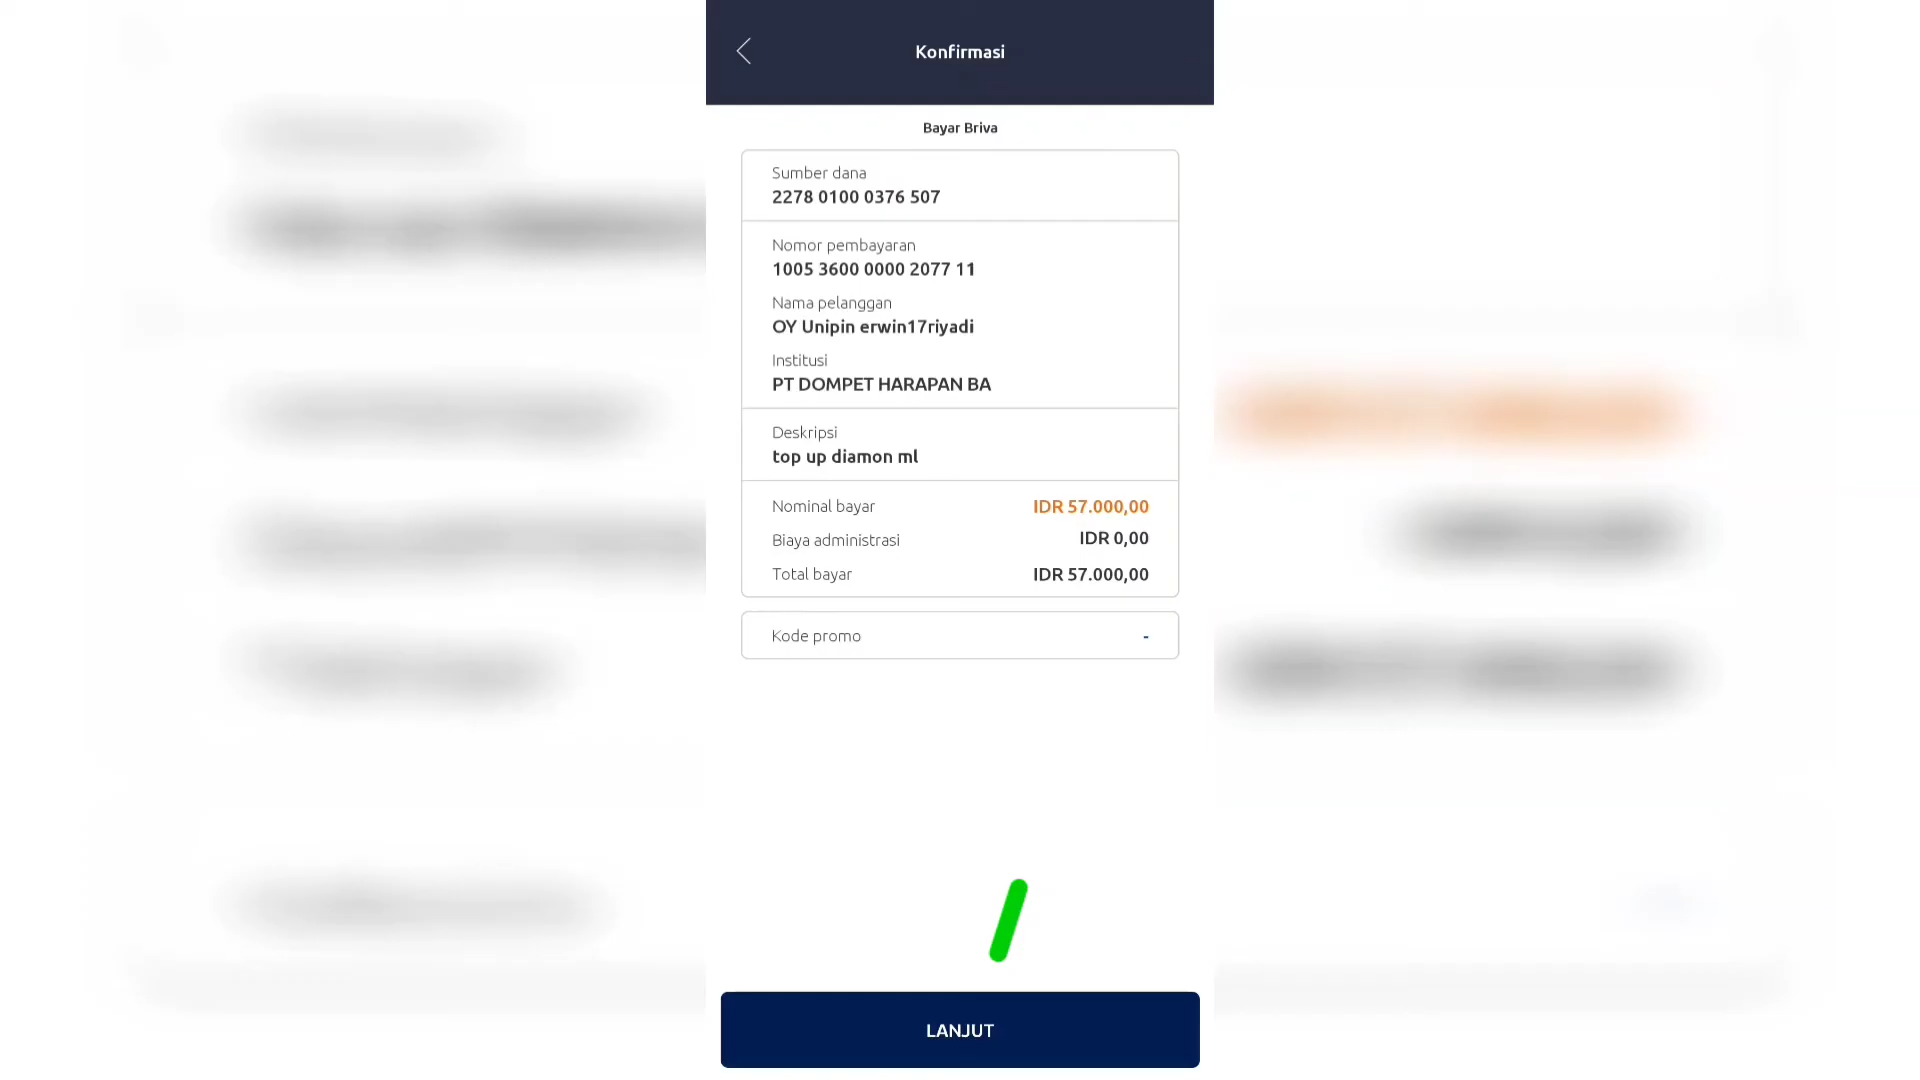 Konfirmasi
Bayar Briva
Sumber dana
2278 0100 0376 507
Nomor pembayaran
1005 3600 0000 2077 11
Nama pelanggan
OY Unipin erwin17riyadi
Institusi
PT DOMPET HARAPAN BA
Deskripsi
top up diamon ml
Nominal bayar IDR 57.000,00
Biaya administrasi IDR 0,00
Total bayar IDR 57.000,00
Kode promo -
LANJUT